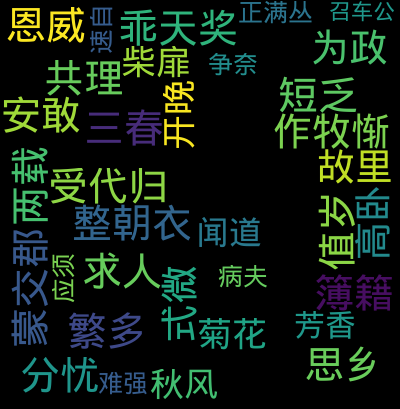 恩威
速自
乖天奖
正满丛
召车公
为政
柴扉
争奈
共理
开晚
短乏
安敢
三春
作牧惭
故里
两载
受代归
值岁
高卧
整朝衣
闻道
蒙交郡
应须
求人
式微
病夫
簿籍
繁多
菊花
芳香
分忧
难强
秋风
思乡